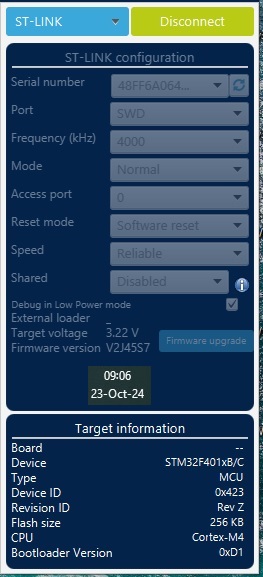 ST-LINK
Disconnect
ST-LINK configuration
Serial number 48FF6A064...
Port SWD
Frequency (kHz) 4000
Mode Normal
Access port 0
Reset mode Software reset
Speed Reliable
Shared Disabled
Debug in Low Power mode
External loader _
Target voltage 3.22 V
Firmware version V2J45S7
Firmware upgrade
09:06
23-Oct-24
Target information
Board --
Device STM32F401xB/C
Type MCU
Device ID 0x423
Revision ID Rev Z
Flash size 256 KB
CPU Cortex-M4
Bootloader Version 0xD1